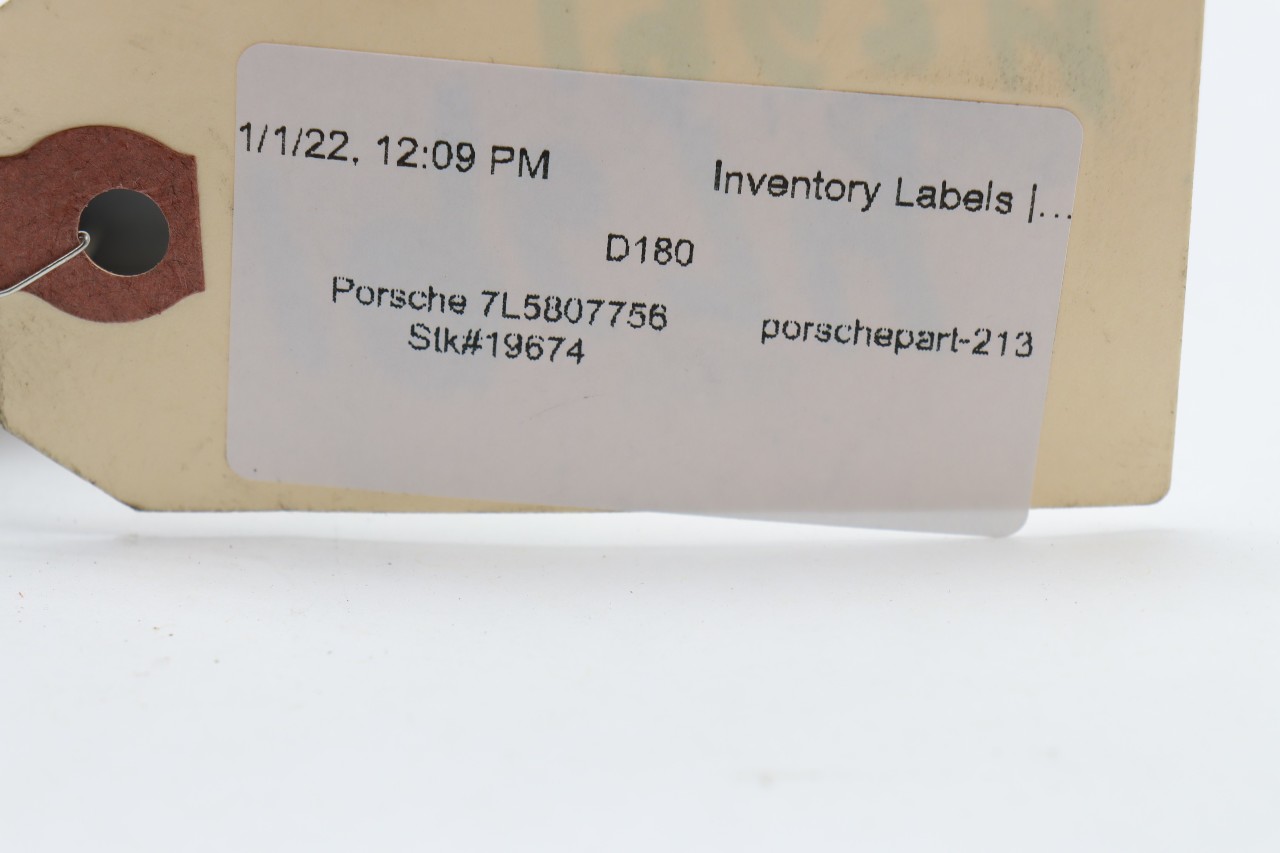 1/1/22, 12:09 PM Inventory Labels |...
D180
Porsche 7L5807756
Stk#19674
porschepart-213